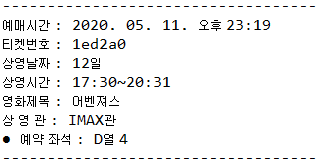 ------------------------------------
예매시간 : 2020. 05. 11. 오후 23:19
티켓번호 : 1ed2a0
상영날짜 : 12일
상영시간 : 17:30~20:31
영화제목 : 어벤져스
상 영 관 : IMAX관
● 예약 좌석 : D열 4
------------------------------------